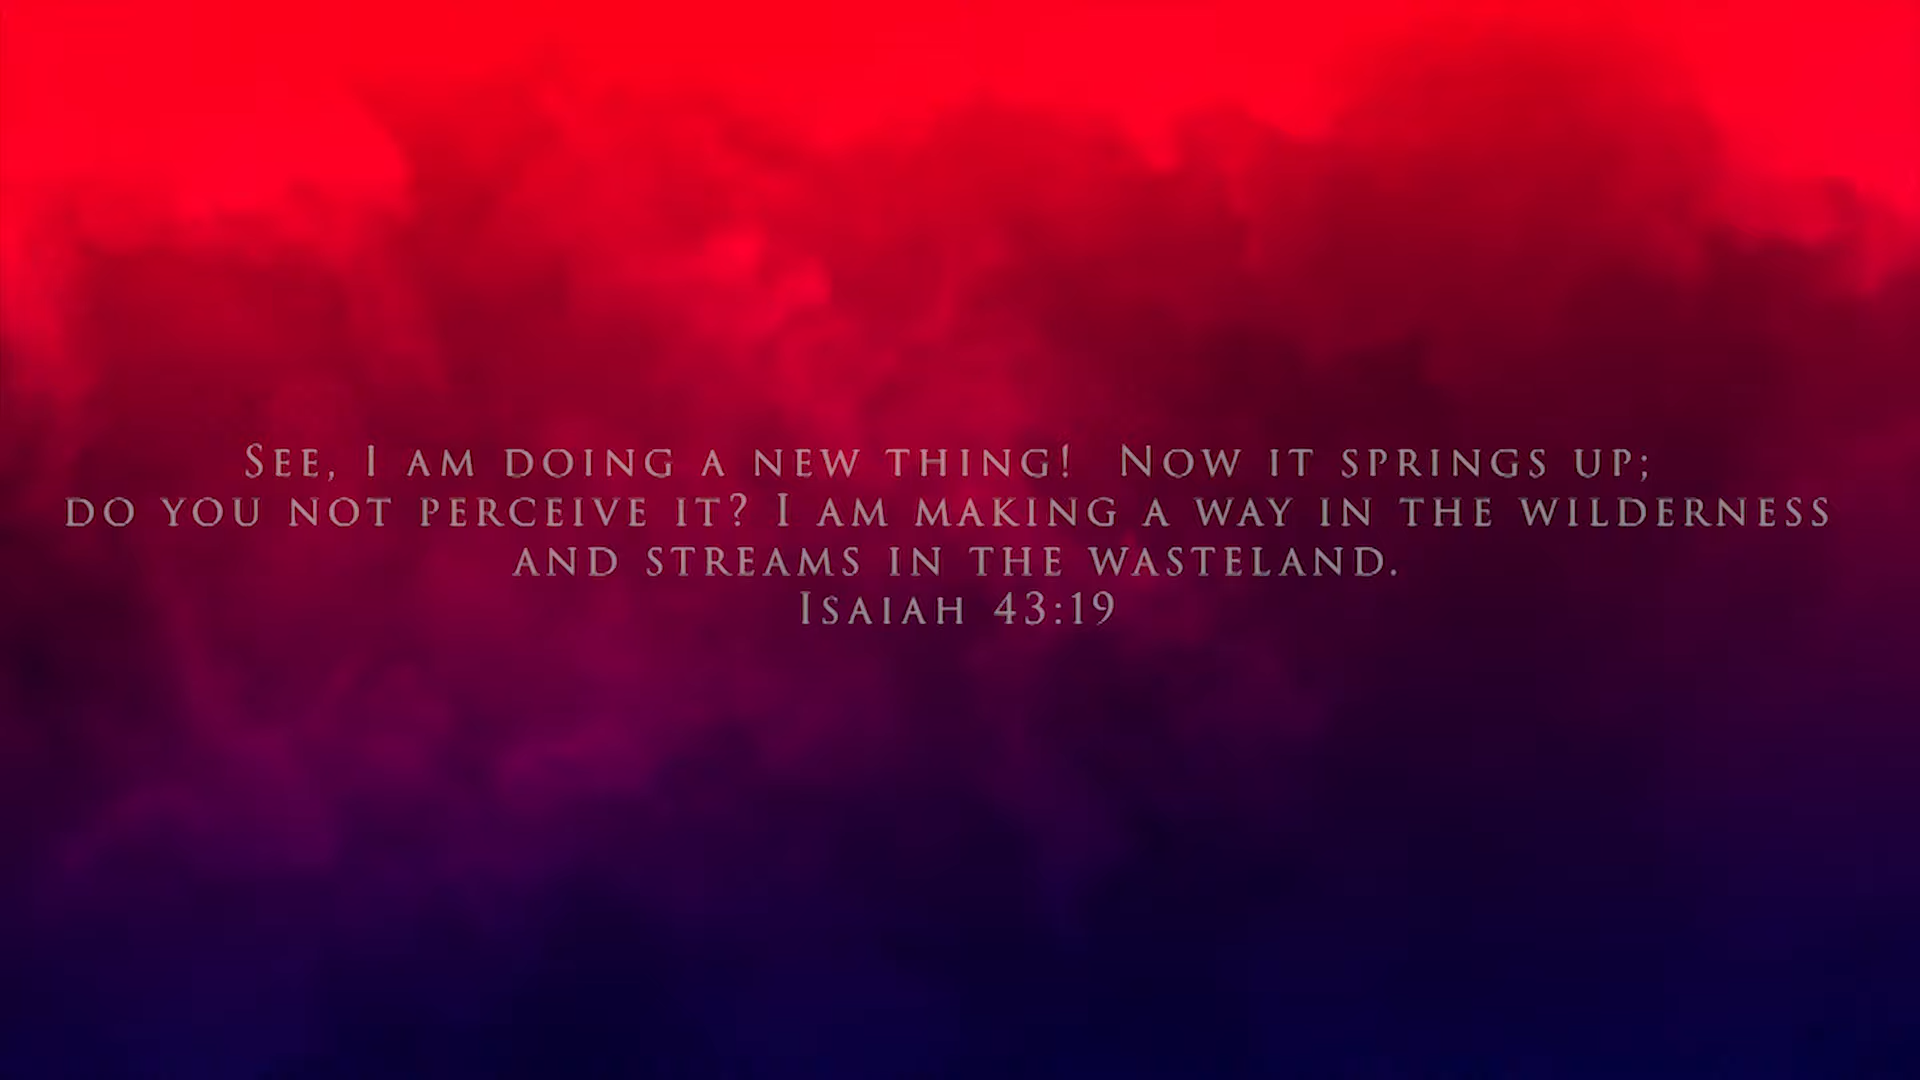 See, I am doing a new thing!  Now it springs up;
do you not perceive it? I am making a way in the wilderness
and streams in the wasteland.
Isaiah 43:19